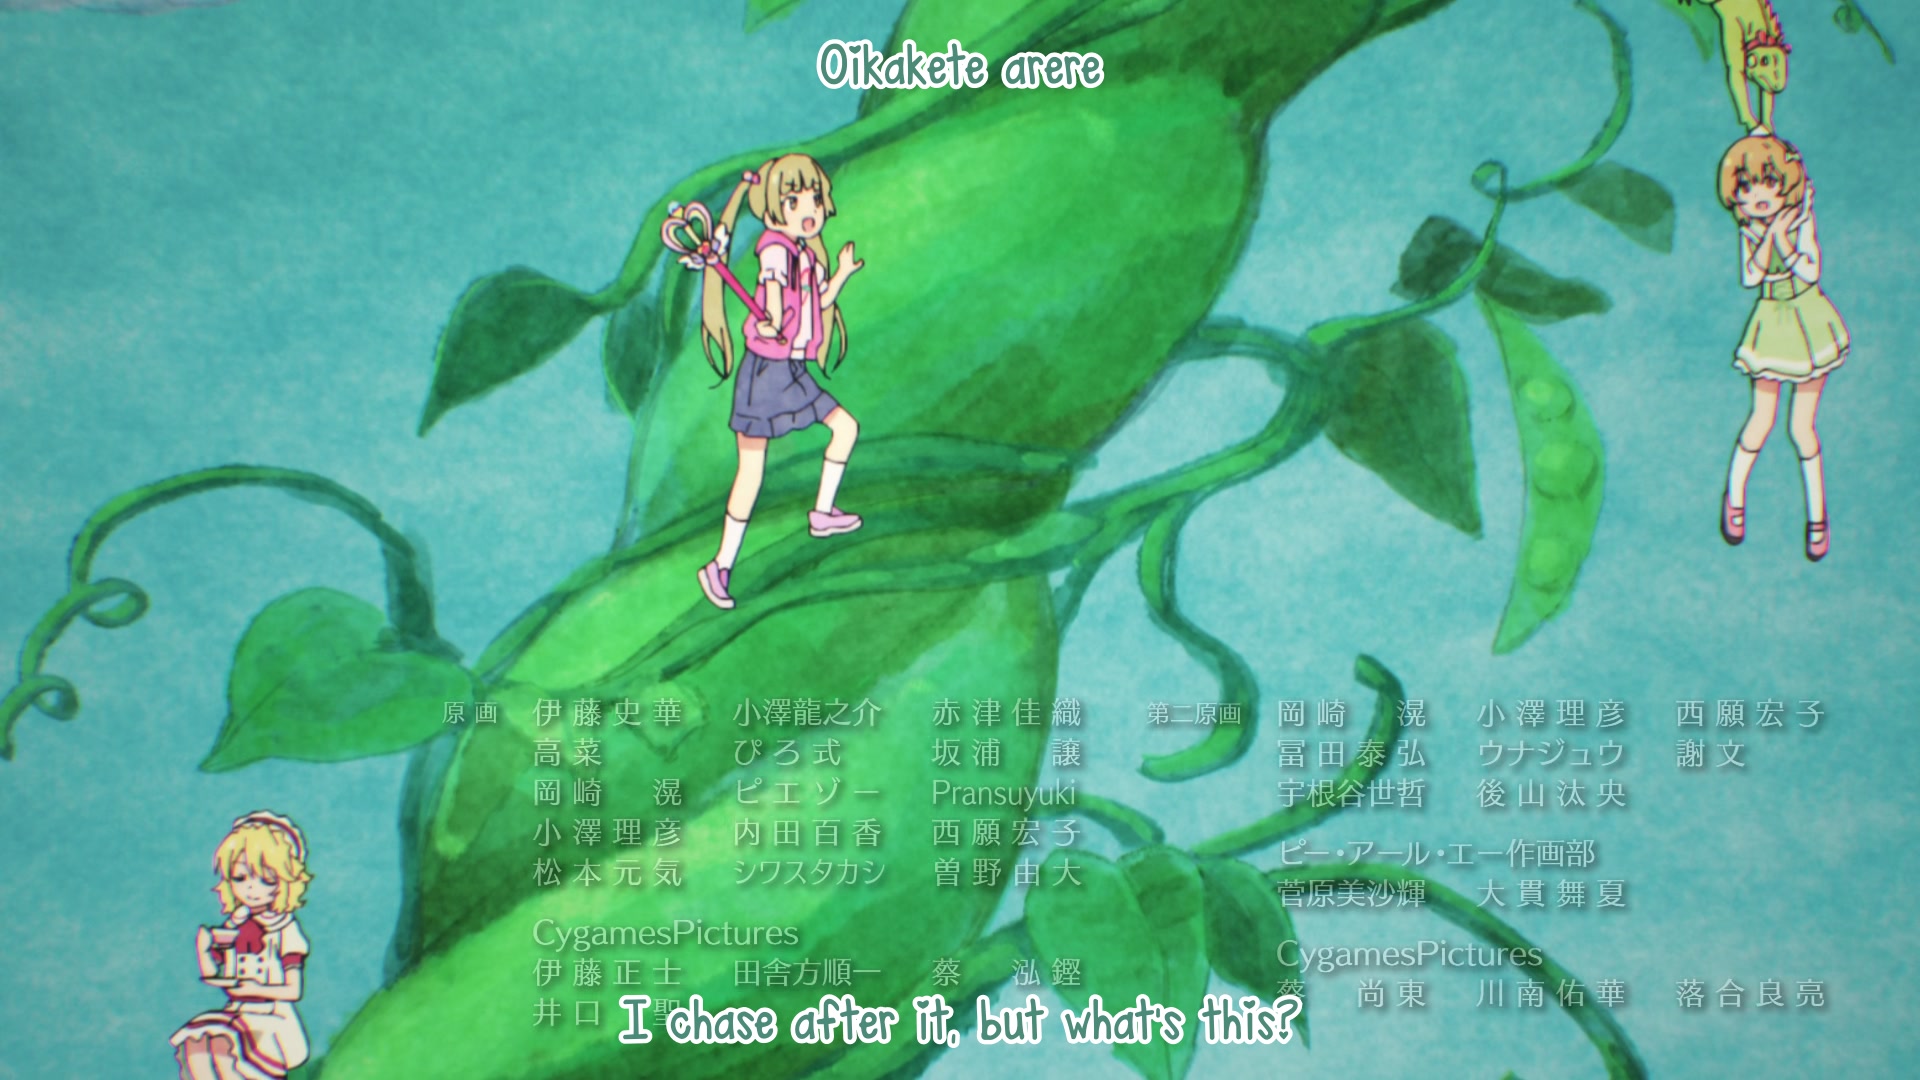 Oikakete arere
原画 伊藤史華 小澤龍之介 赤津佳織
高菜 ぴろ式 坂浦 譲
岡崎 滉 ピエゾー Pransuyuki
小澤理彦 内田百香 西願宏子
松本元気 シワスタカシ 曽野由大
CygamesPictures
伊藤正士 田舎方順一 蔡 泓鏗
井口 聖
第二原画 岡崎 滉 小澤理彦 西願宏子
冨田泰弘 ウナジュウ 謝文
宇根谷世哲 後山汰央
ピー・アール・エー作画部
菅原美沙輝 大貫舞夏
CygamesPictures
蔡 尚東 川南佑華 落合良亮
I chase after it, but what's this?